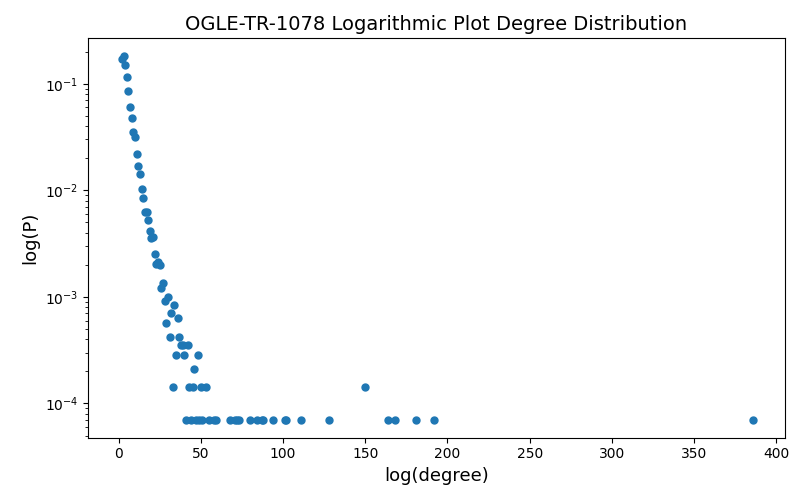 OGLE-TR-1078 Logarithmic Plot Degree Distribution
log(P)
10⁻¹
10⁻²
10⁻³
10⁻⁴
0 50 100 150 200 250 300 350 400
log(degree)